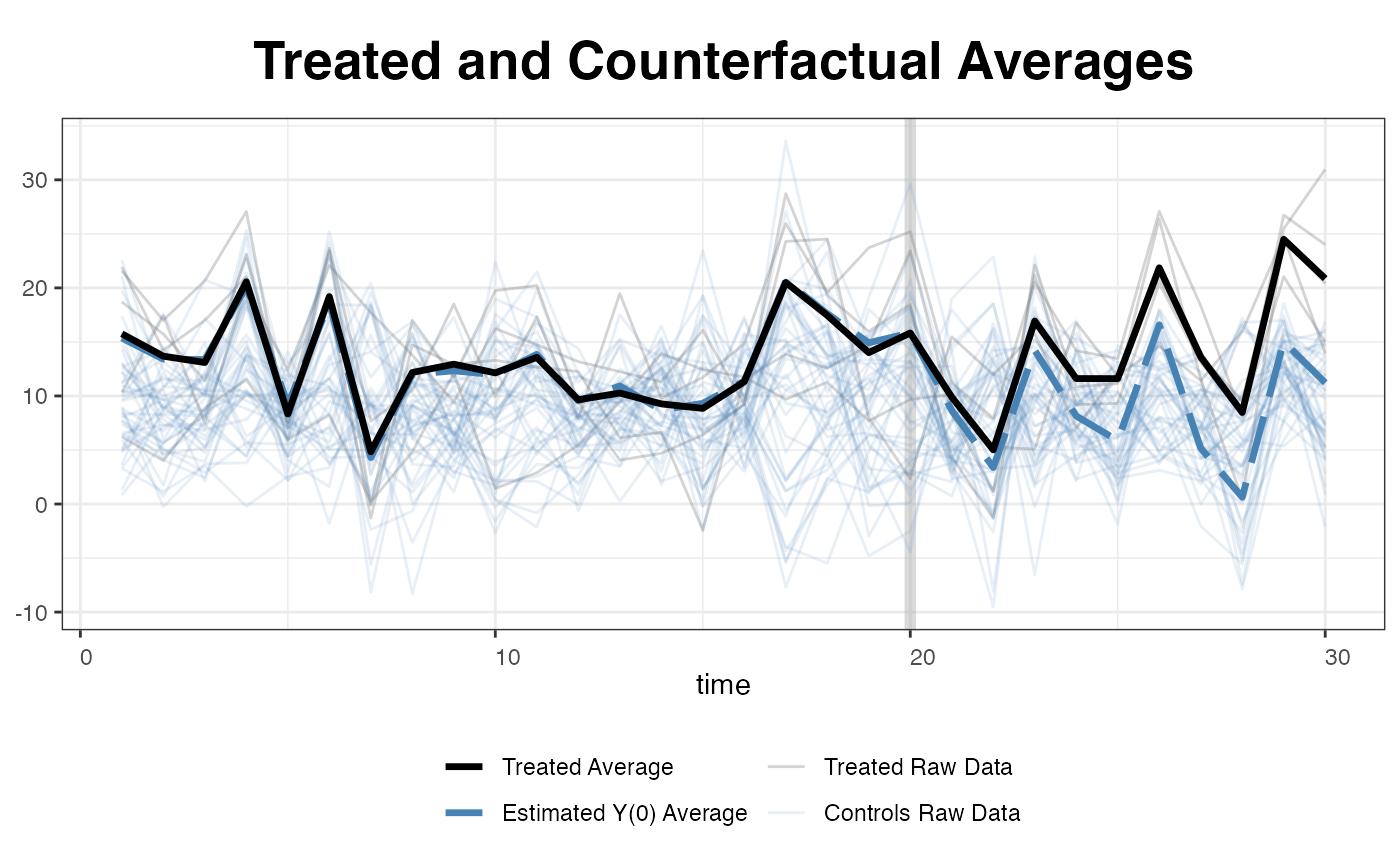 Treated and Counterfactual Averages
30
20
10
0
-10
0 10 20 30
time
Treated Average Treated Raw Data
Estimated Y(0) Average Controls Raw Data